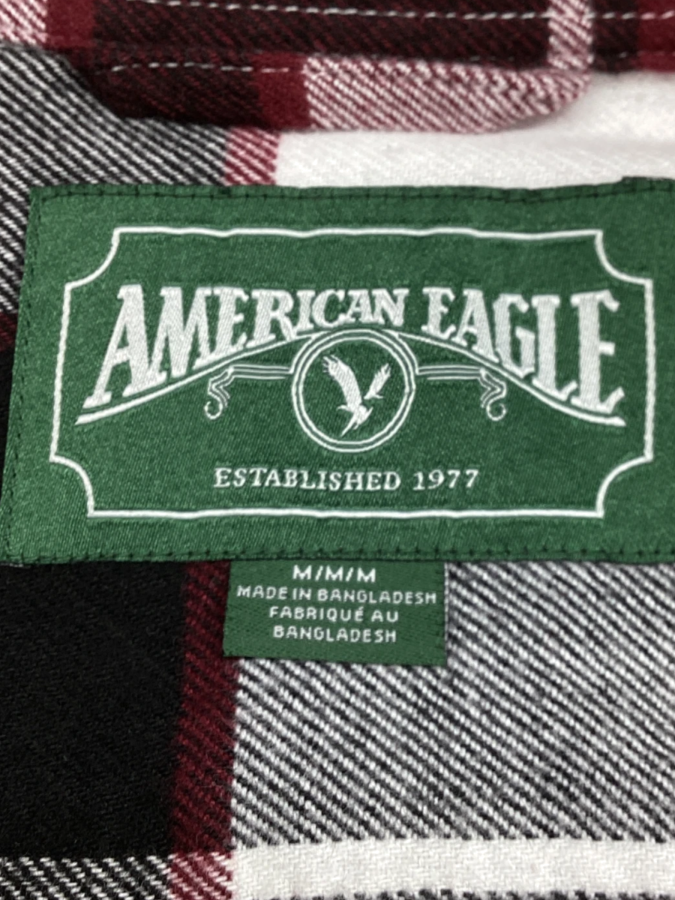 AMERICAN EAGLE
ESTABLISHED 1977
M/M/M
MADE IN BANGLADESH
FABRIQUÉ AU
BANGLADESH